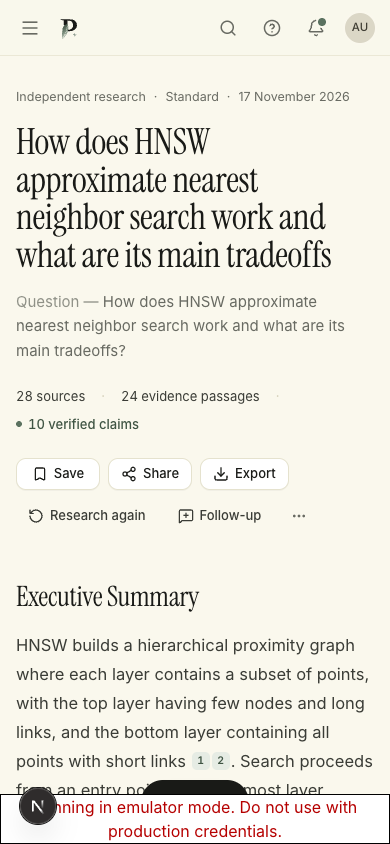 P
AU
Independent research · Standard · 17 November 2026
How does HNSW
approximate nearest
neighbor search work and
what are its main tradeoffs
Question — How does HNSW approximate
nearest neighbor search work and what are its
main tradeoffs?
28 sources · 24 evidence passages ·
10 verified claims
Save Share Export
Research again Follow-up
Executive Summary
HNSW builds a hierarchical proximity graph
where each layer contains a subset of points,
with the top layer having few nodes and long
links, and the bottom layer containing all
points with short links 1 2. Search proceeds
from an entry most layer
N
nning in emulator mode. Do not use with
production credentials.